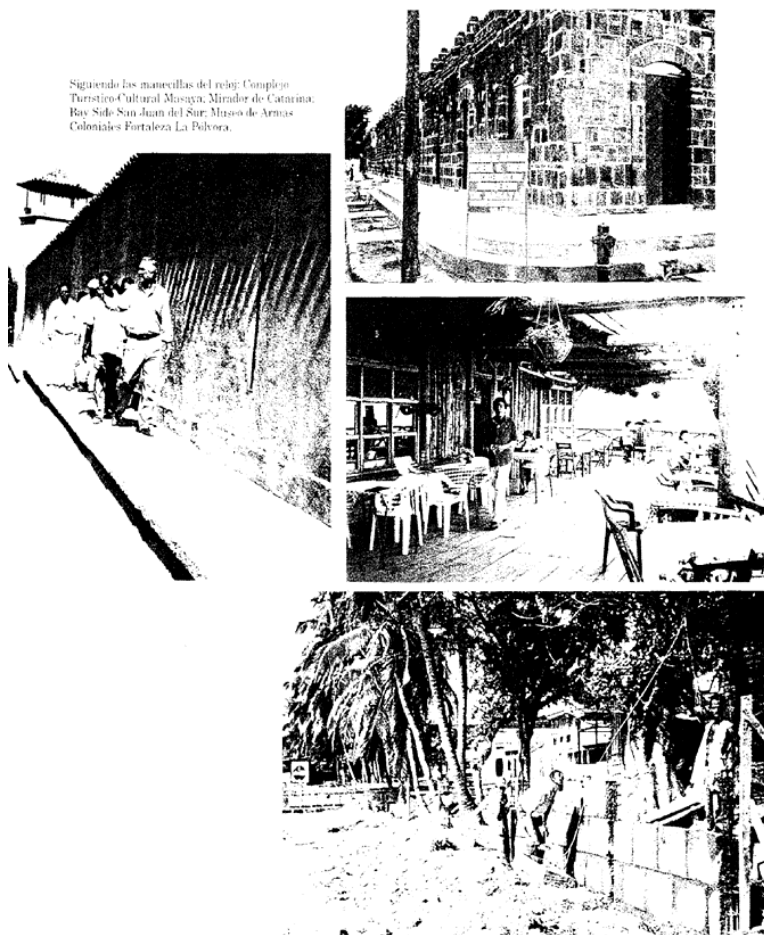 Siguiendo las manecillas del reloj: Complejo
Turístico-Cultural Masaya; Mirador de Catarina;
Bay Side San Juan del Sur; Museo de Armas
Coloniales Fortaleza La Pólvora.